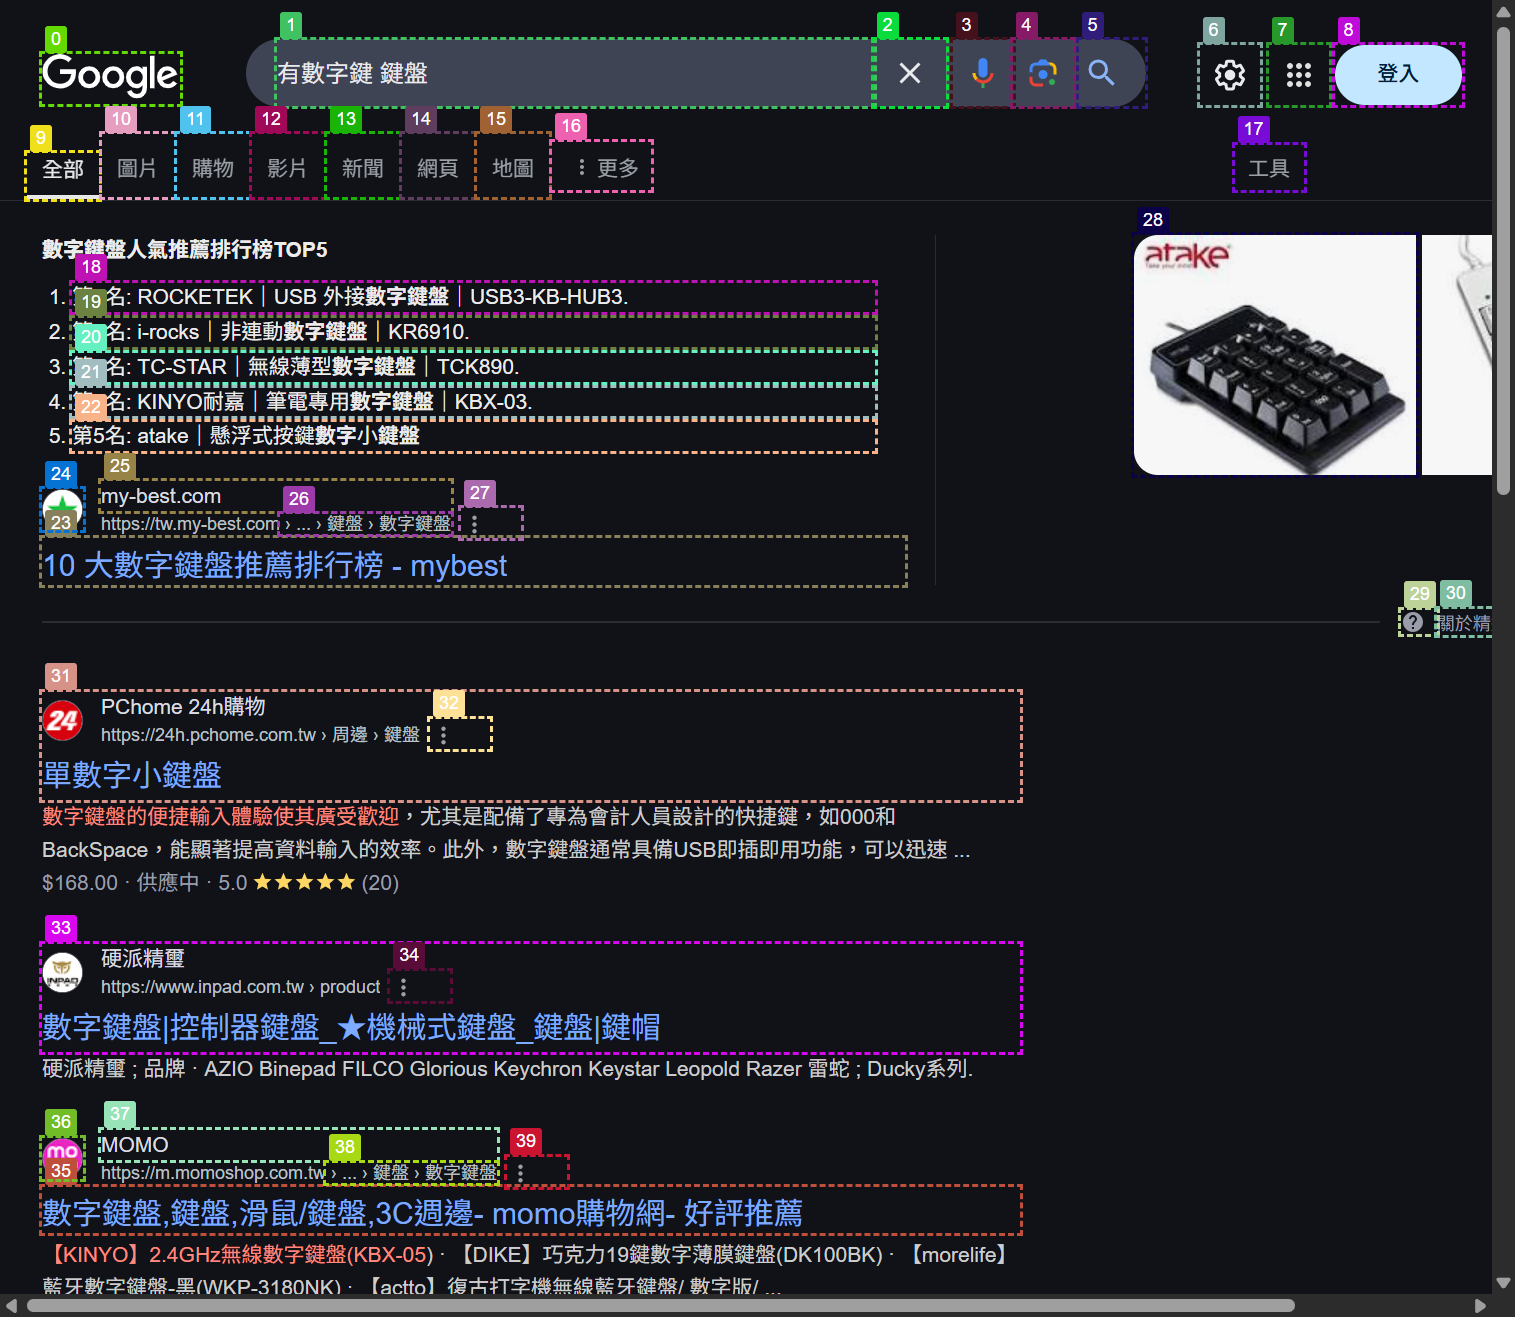 0
1
2
3
4
5
6
7
8
Google
有數字鍵 鍵盤
登入
9
10
11
12
13
14
15
16
17
全部
圖片
購物
影片
新聞
網頁
地圖
更多
工具
數字鍵盤人氣推薦排行榜TOP5
18
1. 第1名: ROCKETEK｜USB 外接數字鍵盤｜USB3-KB-HUB3.
19
2. 名: i-rocks｜非連動數字鍵盤｜KR6910.
20
3. 名: TC-STAR｜無線薄型數字鍵盤｜TCK890.
21
4. 名: KINYO耐嘉｜筆電專用數字鍵盤｜KBX-03.
22
5. 第5名: atake｜懸浮式按鍵數字小鍵盤
28
atake
24
25
my-best.com
26
27
23
https://tw.my-best.com › ... › 鍵盤 › 數字鍵盤
10 大數字鍵盤推薦排行榜 - mybest
29
30
關於精
31
32
24
PChome 24h購物
https://24h.pchome.com.tw › 周邊 › 鍵盤
單數字小鍵盤
數字鍵盤的便捷輸入體驗使其廣受歡迎，尤其是配備了專為會計人員設計的快捷鍵，如000和
BackSpace，能顯著提高資料輸入的效率。此外，數字鍵盤通常具備USB即插即用功能，可以迅速 ...
$168.00 · 供應中 · 5.0 ★★★★★ (20)
33
34
硬派精璽
INPAD
https://www.inpad.com.tw › product
數字鍵盤|控制器鍵盤_★機械式鍵盤_鍵盤|鍵帽
硬派精璽 ; 品牌 · AZIO Binepad FILCO Glorious Keychron Keystar Leopold Razer 雷蛇 ; Ducky系列.
36
37
mo
MOMO
38
39
35
https://m.momoshop.com.tw › ... › 鍵盤 › 數字鍵盤
數字鍵盤,鍵盤,滑鼠/鍵盤,3C週邊- momo購物網- 好評推薦
【KINYO】2.4GHz無線數字鍵盤(KBX-05) · 【DIKE】巧克力19鍵數字薄膜鍵盤(DK100BK) · 【morelife】
藍牙數字鍵盤-黑(WKP-3180NK) · 【actto】復古打字機無線藍牙鍵盤/ 數字版/ ...